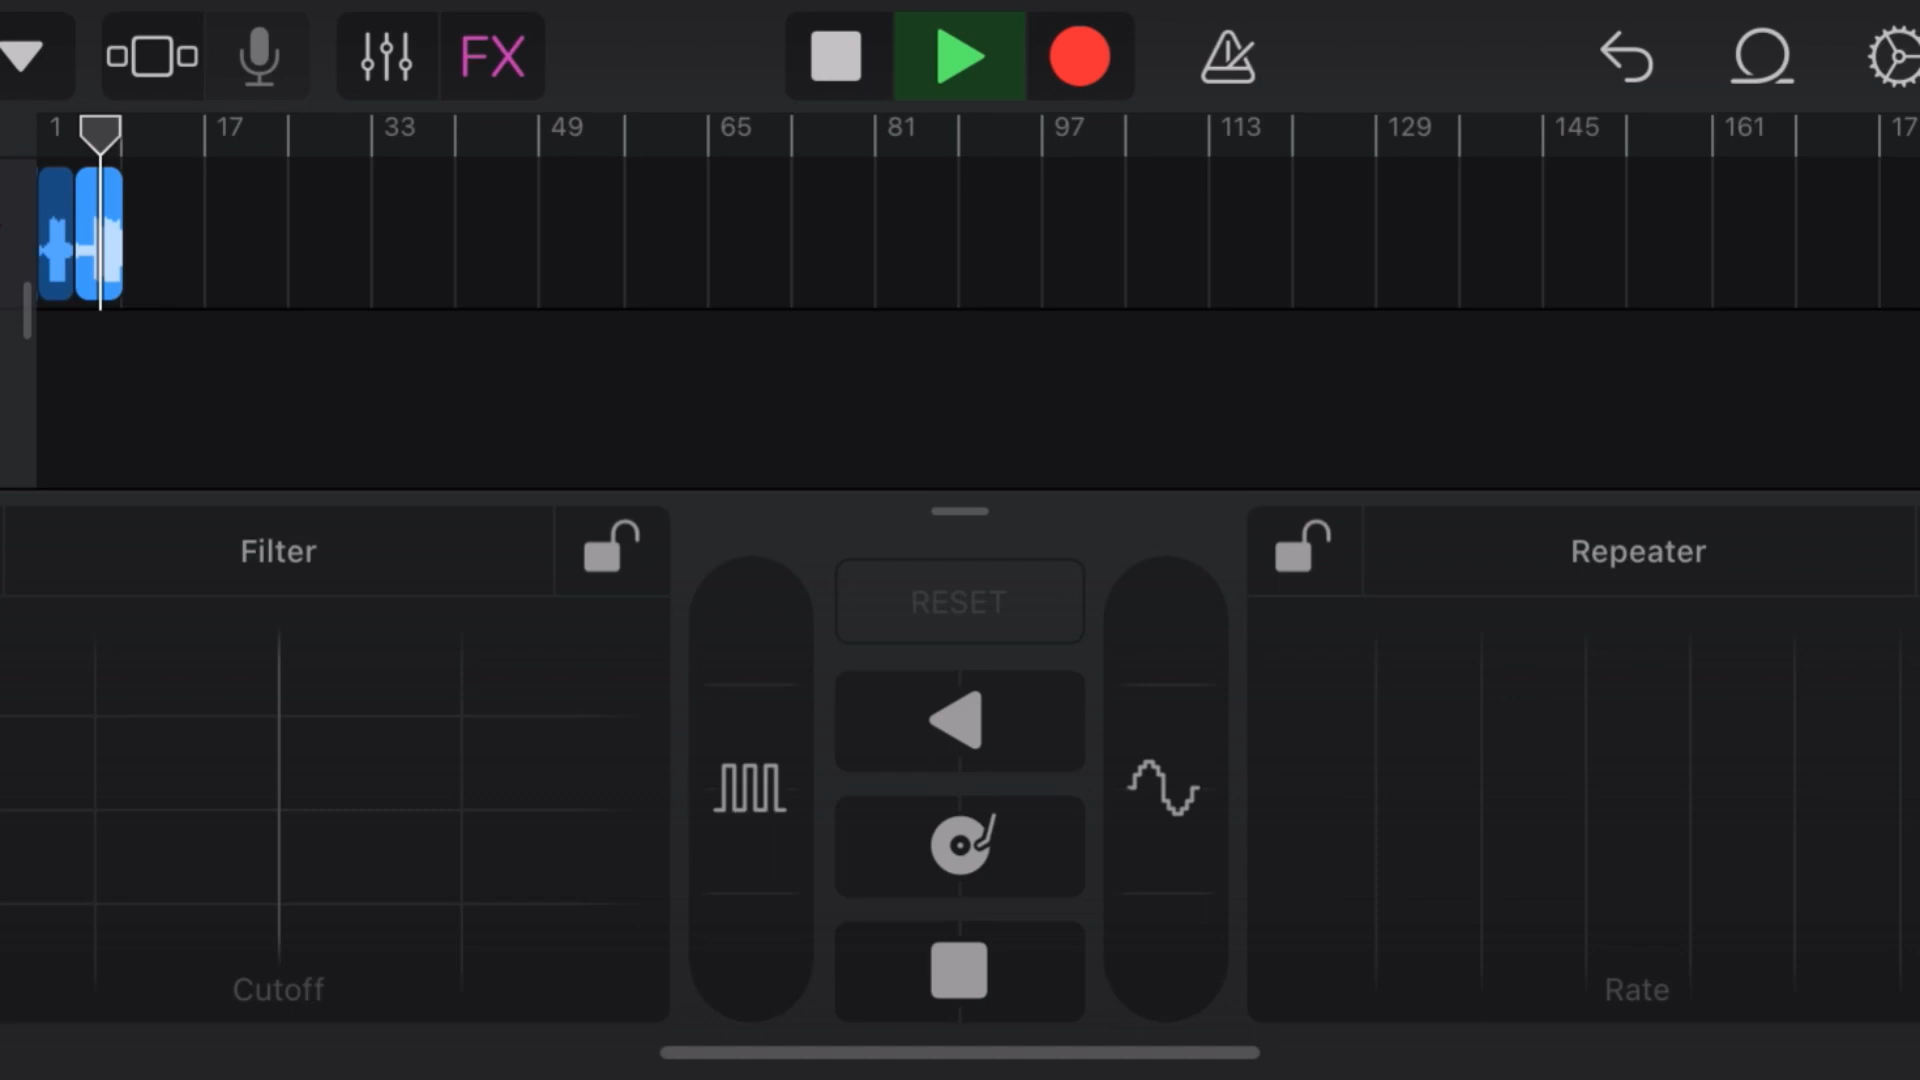 FX
1 17 33 49 65 81 97 113 129 145 161 17
Filter
RESET
Repeater
Cutoff
Rate